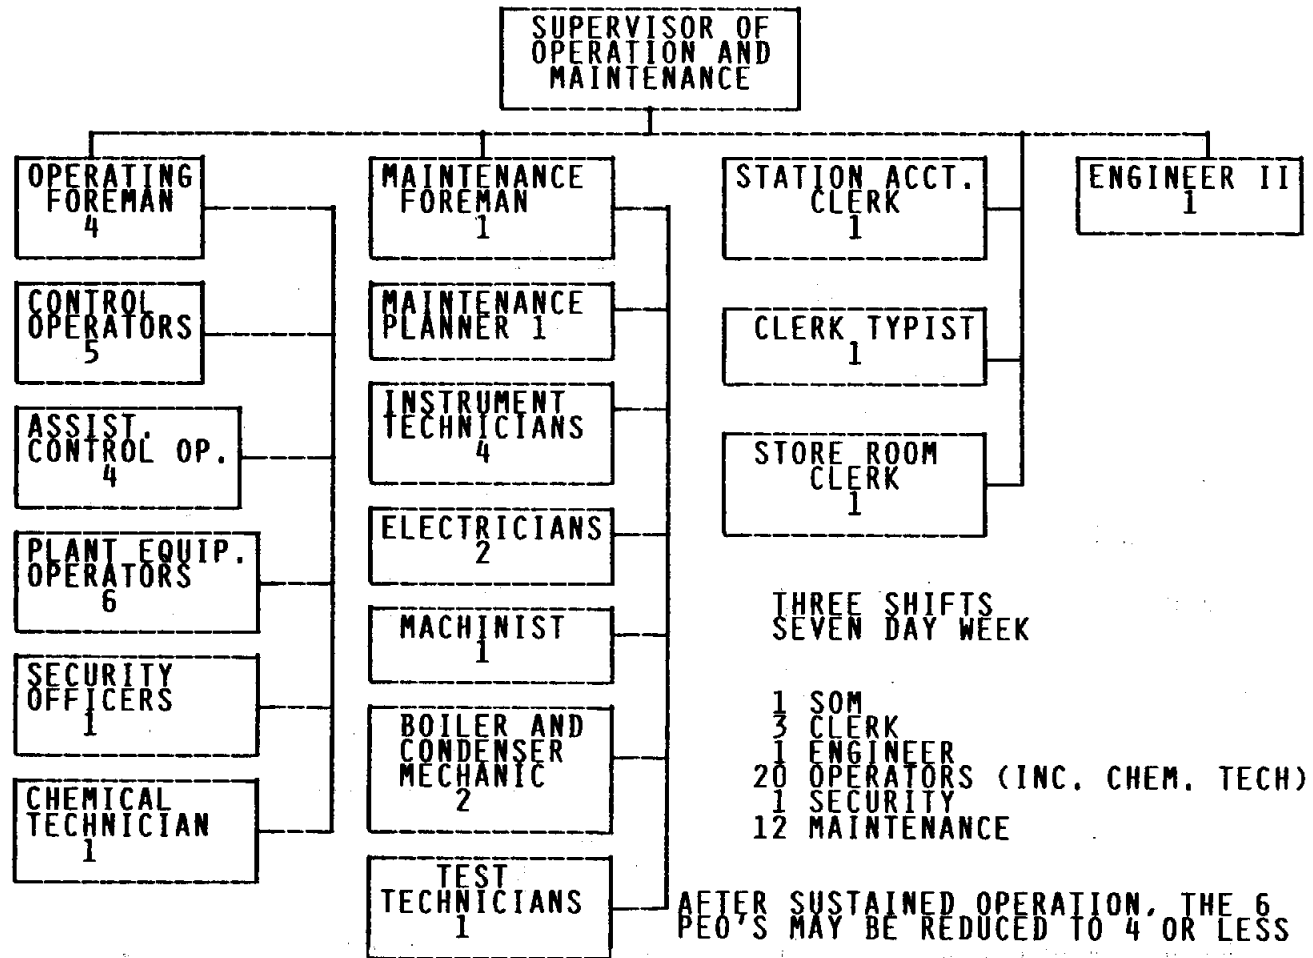 SUPERVISOR OF
OPERATION AND
MAINTENANCE
OPERATING
FOREMAN
4
CONTROL
OPERATORS
5
ASSIST.
CONTROL OP.
4
PLANT EQUIP.
OPERATORS
6
SECURITY
OFFICERS
1
CHEMICAL
TECHNICIAN
1
MAINTENANCE
FOREMAN
1
MAINTENANCE
PLANNER 1
INSTRUMENT
TECHNICIANS
4
ELECTRICIANS
2
MACHINIST
1
BOILER AND
CONDENSER
MECHANIC
2
TEST
TECHNICIANS
1
STATION ACCT.
CLERK
1
CLERK TYPIST
1
STORE ROOM
CLERK
1
ENGINEER II
1
THREE SHIFTS
SEVEN DAY WEEK
1 SOM
3 CLERK
1 ENGINEER
20 OPERATORS (INC. CHEM. TECH)
1 SECURITY
12 MAINTENANCE
AFTER SUSTAINED OPERATION, THE 6
PEO'S MAY BE REDUCED TO 4 OR LESS